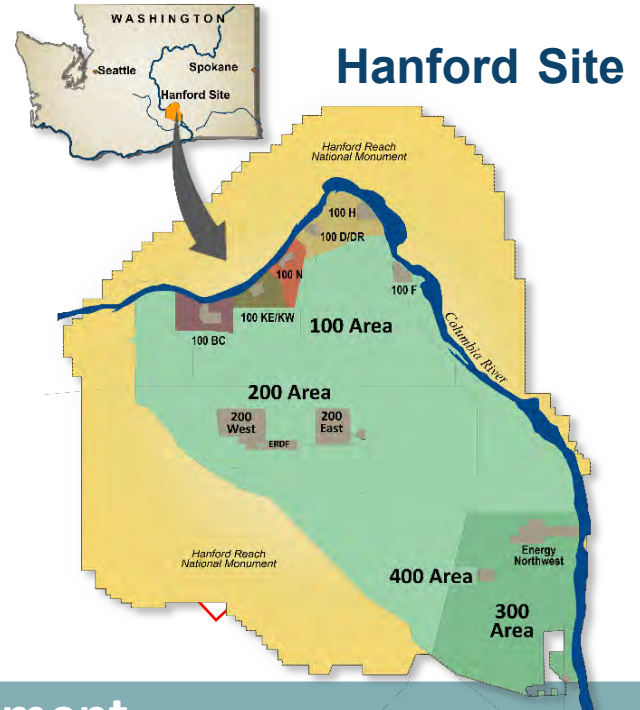 WASHINGTON
Seattle
Spokane
Hanford Site
Hanford Site
Hanford Reach
National Monument
100 H
100 D/DR
100 N
100 F
100 KE/KW
100 Area
100 BC
Columbia River
200 Area
200
West
200
East
ERDF
Hanford Reach
National Monument
Energy
Northwest
400 Area
300
Area